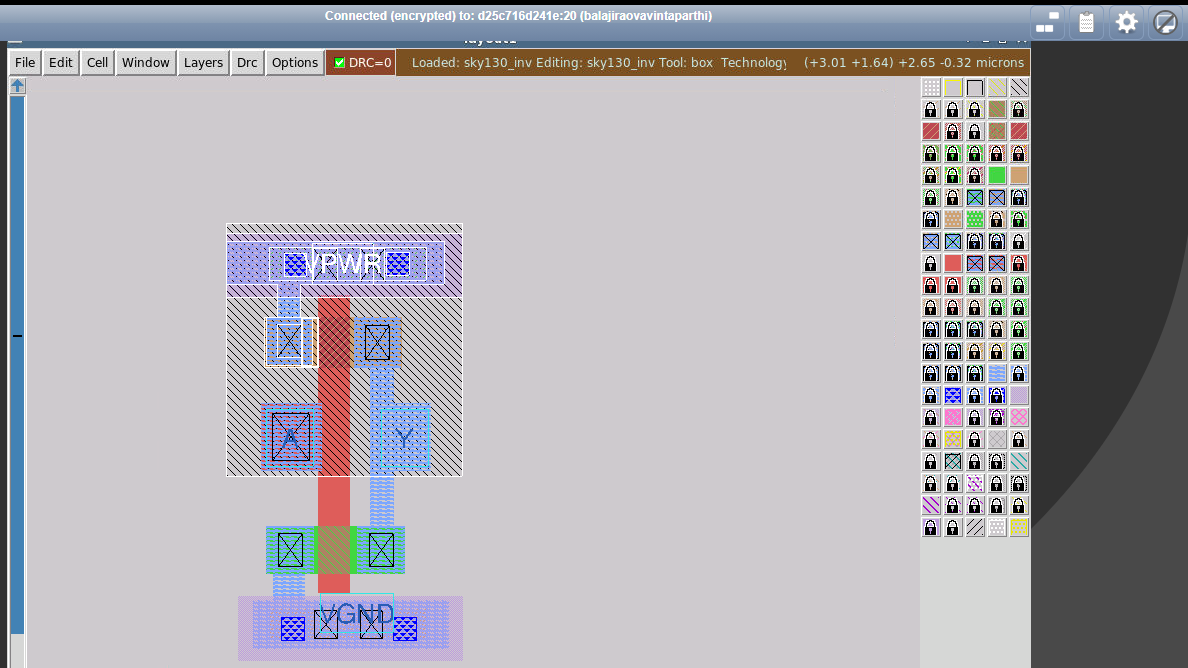 Connected (encrypted) to: d25c716d241e:20 (balajiraovavintaparthi)
layout1
File Edit Cell Window Layers Drc Options DRC=0 Loaded: sky130_inv Editing: sky130_inv Tool: box Technology (+3.01 +1.64) +2.65 -0.32 microns
VPWR
A
Y
VGND